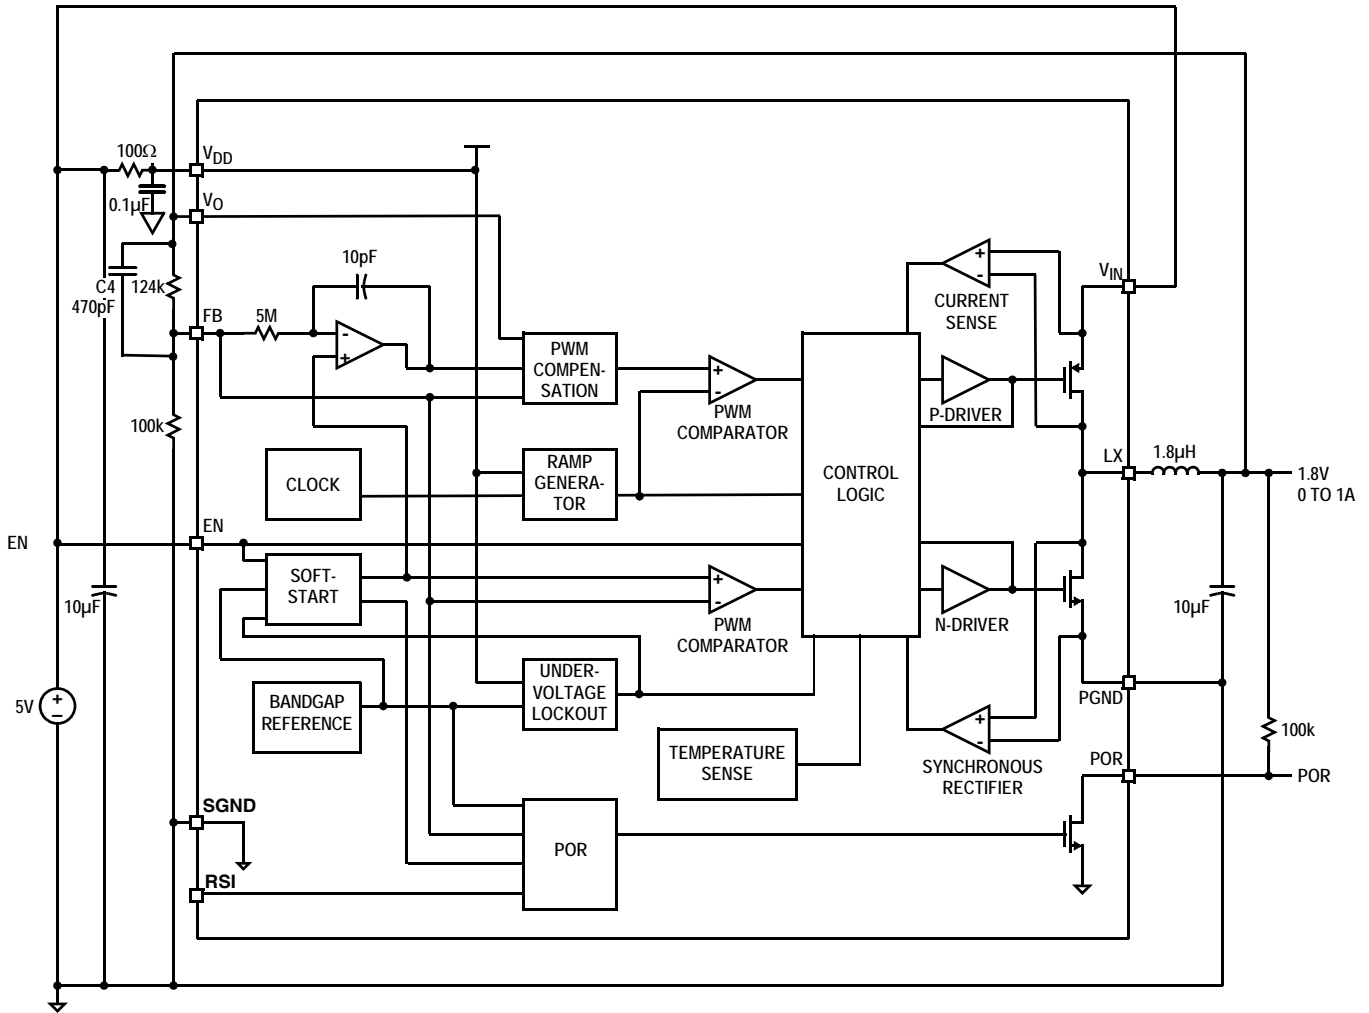 100Ω
VDD
0.1µF
VO
C4
470pF
124k
10pF
FB
5M
-
+
PWM
COMPEN-
SATION
+
-
PWM
COMPARATOR
+
-
CURRENT
SENSE
VIN
P-DRIVER
100k
CLOCK
RAMP
GENERA-
TOR
CONTROL
LOGIC
LX
1.8µH
1.8V
0 TO 1A
EN
EN
SOFT-
START
10µF
+
-
PWM
COMPARATOR
N-DRIVER
10µF
5V
+
–
BANDGAP
REFERENCE
UNDER-
VOLTAGE
LOCKOUT
TEMPERATURE
SENSE
+
-
SYNCHRONOUS
RECTIFIER
PGND
100k
POR
POR
SGND
POR
RSI